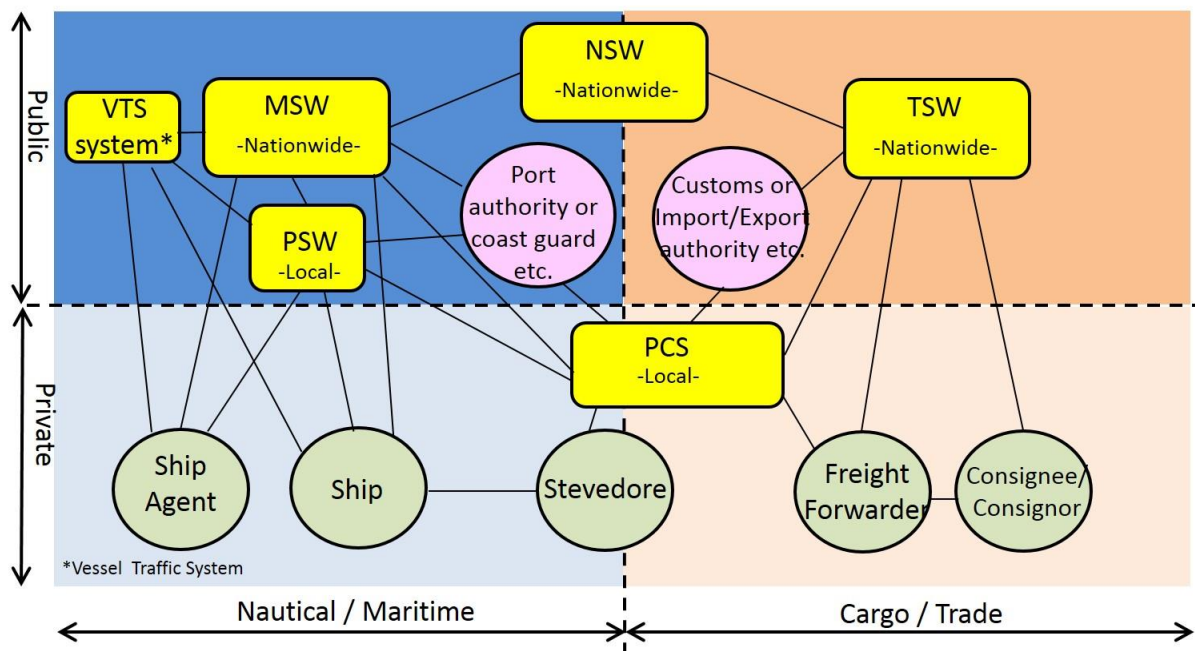 Public
Private
NSW
-Nationwide-
VTS
system*
MSW
-Nationwide-
TSW
-Nationwide-
Port
authority or
coast guard
etc.
Customs or
Import/Export
authority etc.
PSW
-Local-
PCS
-Local-
Ship
Agent
Ship
Stevedore
Freight
Forwarder
Consignee/
Consignor
*Vessel Traffic System
Nautical / Maritime
Cargo / Trade